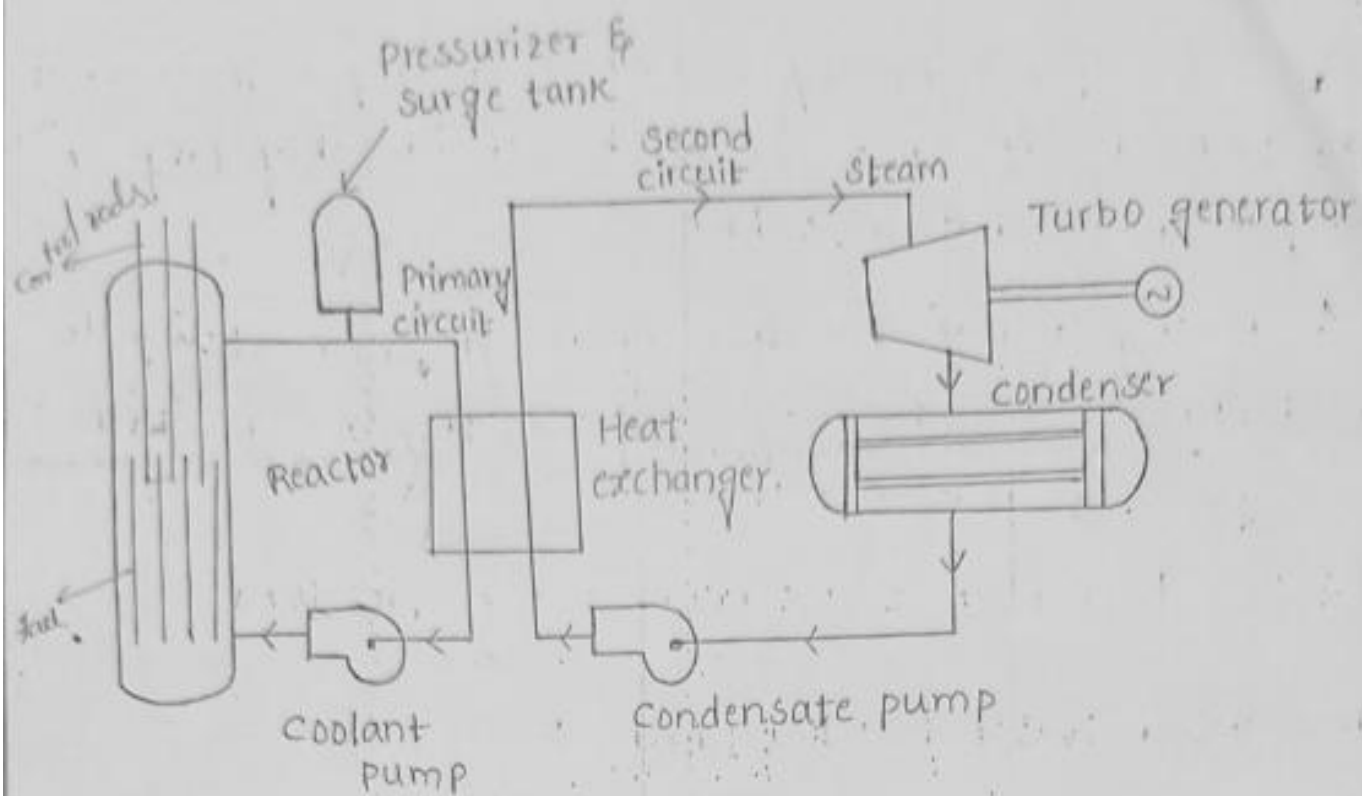 Pressurizer &
surge tank
Second
circuit
Steam
Turbo generator
Control rods
Primary
circuit
Condenser
Reactor
Heat
exchanger.
fuel
Coolant
pump
Condensate pump
~